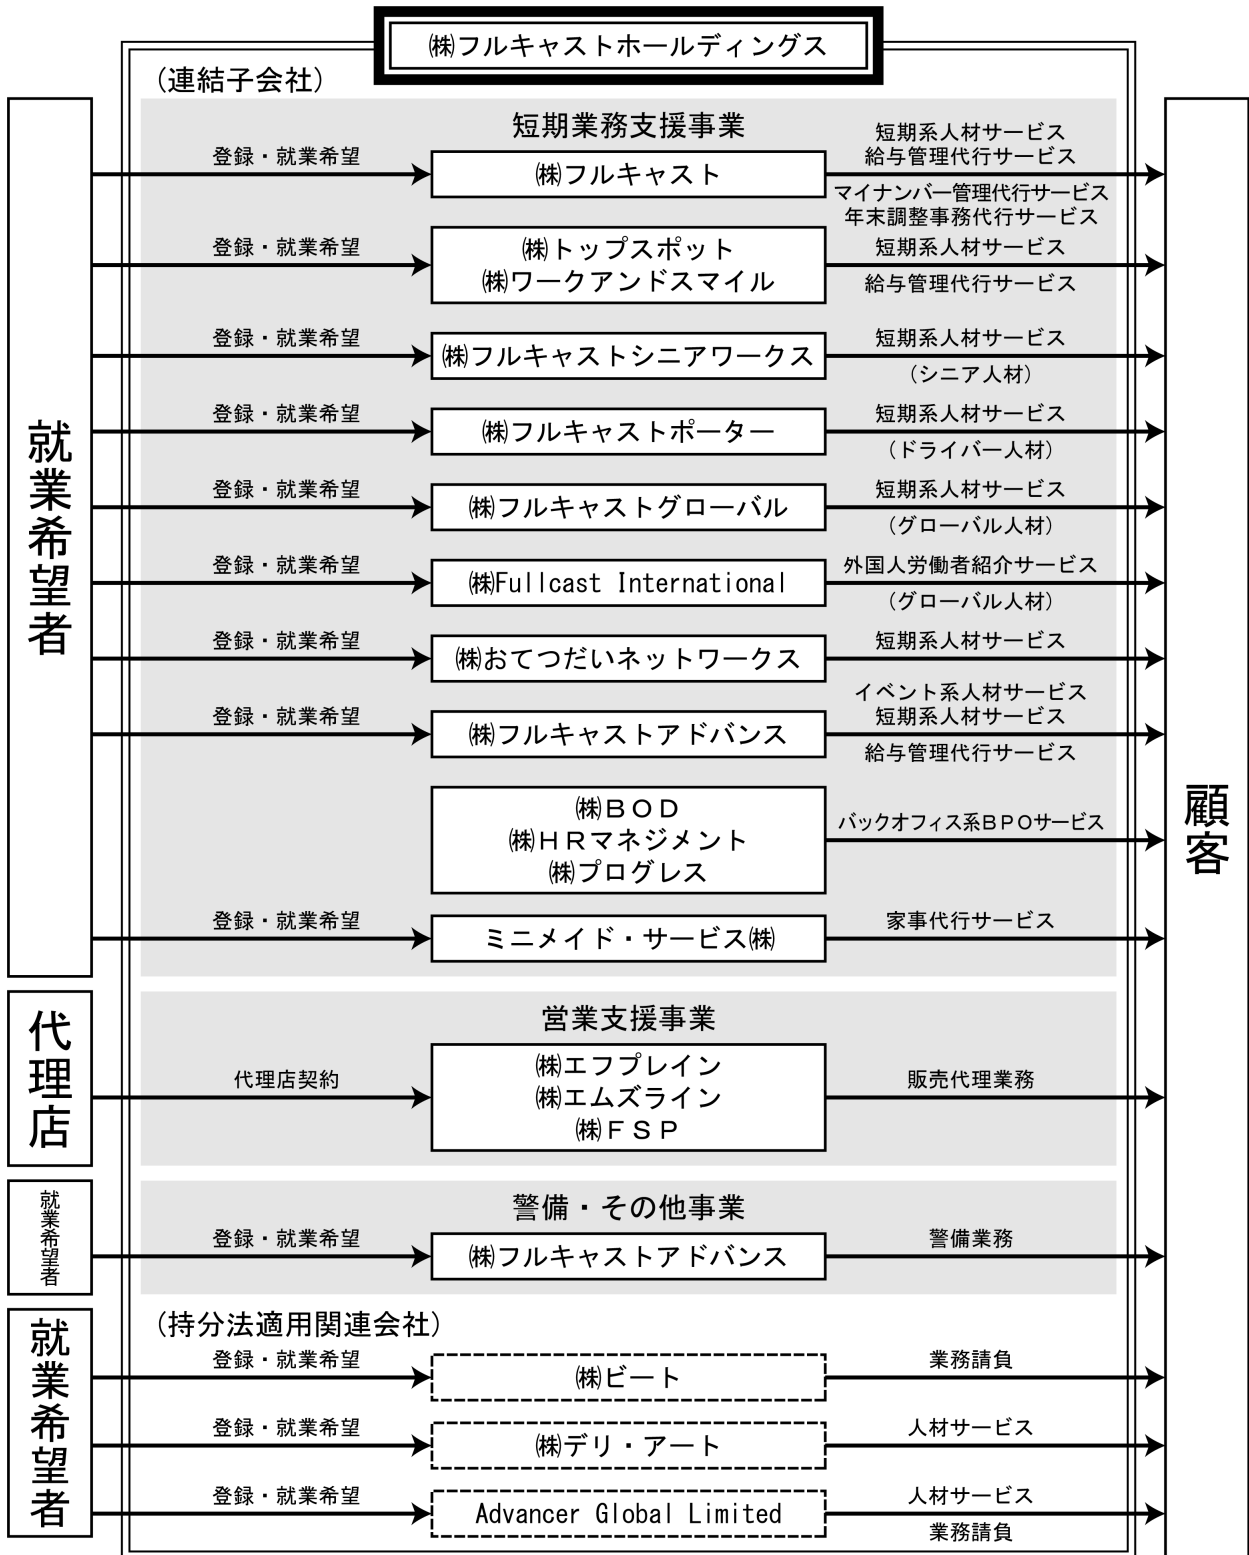 ㈱フルキャストホールディングス
（連結子会社）
就業希望者
顧客
短期業務支援事業
登録・就業希望
㈱フルキャスト
短期系人材サービス
給与管理代行サービス
マイナンバー管理代行サービス
年末調整事務代行サービス
登録・就業希望
㈱トップスポット
㈱ワークアンドスマイル
短期系人材サービス
給与管理代行サービス
登録・就業希望
㈱フルキャストシニアワークス
短期系人材サービス
（シニア人材）
登録・就業希望
㈱フルキャストポーター
短期系人材サービス
（ドライバー人材）
登録・就業希望
㈱フルキャストグローバル
短期系人材サービス
（グローバル人材）
登録・就業希望
㈱Fullcast International
外国人労働者紹介サービス
（グローバル人材）
登録・就業希望
㈱おてつだいネットワークス
短期系人材サービス
登録・就業希望
㈱フルキャストアドバンス
イベント系人材サービス
短期系人材サービス
給与管理代行サービス
㈱ＢＯＤ
㈱ＨＲマネジメント
㈱プログレス
バックオフィス系ＢＰＯサービス
登録・就業希望
ミニメイド・サービス㈱
家事代行サービス
代理店
営業支援事業
代理店契約
㈱エフプレイン
㈱エムズライン
㈱ＦＳＰ
販売代理業務
就業希望者
警備・その他事業
登録・就業希望
㈱フルキャストアドバンス
警備業務
（持分法適用関連会社）
就業希望者
登録・就業希望
㈱ビート
業務請負
登録・就業希望
㈱デリ・アート
人材サービス
登録・就業希望
Advancer Global Limited
人材サービス
業務請負